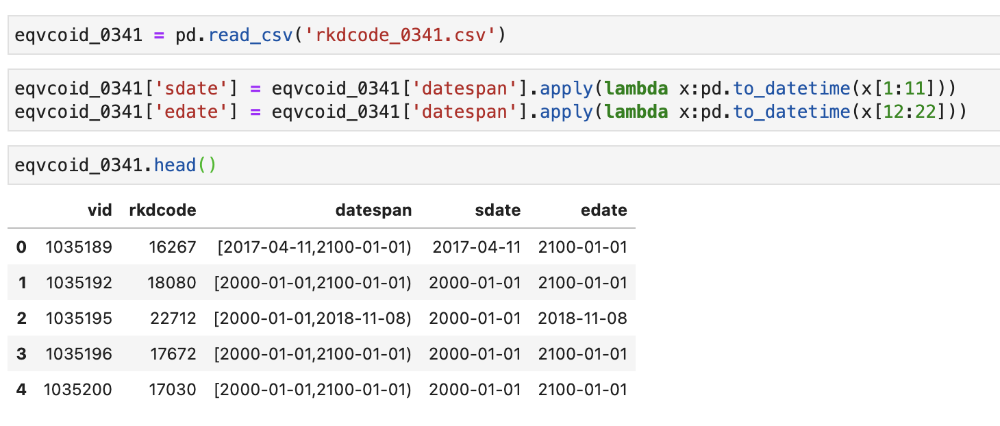 eqvcoid_0341 = pd.read_csv('rkdcode_0341.csv')
eqvcoid_0341['sdate'] = eqvcoid_0341['datespan'].apply(lambda x:pd.to_datetime(x[1:11]))
eqvcoid_0341['edate'] = eqvcoid_0341['datespan'].apply(lambda x:pd.to_datetime(x[12:22]))
eqvcoid_0341.head()
vid rkdcode datespan sdate edate
0 1035189 16267 [2017-04-11,2100-01-01) 2017-04-11 2100-01-01
1 1035192 18080 [2000-01-01,2100-01-01) 2000-01-01 2100-01-01
2 1035195 22712 [2000-01-01,2018-11-08) 2000-01-01 2018-11-08
3 1035196 17672 [2000-01-01,2100-01-01) 2000-01-01 2100-01-01
4 1035200 17030 [2000-01-01,2100-01-01) 2000-01-01 2100-01-01